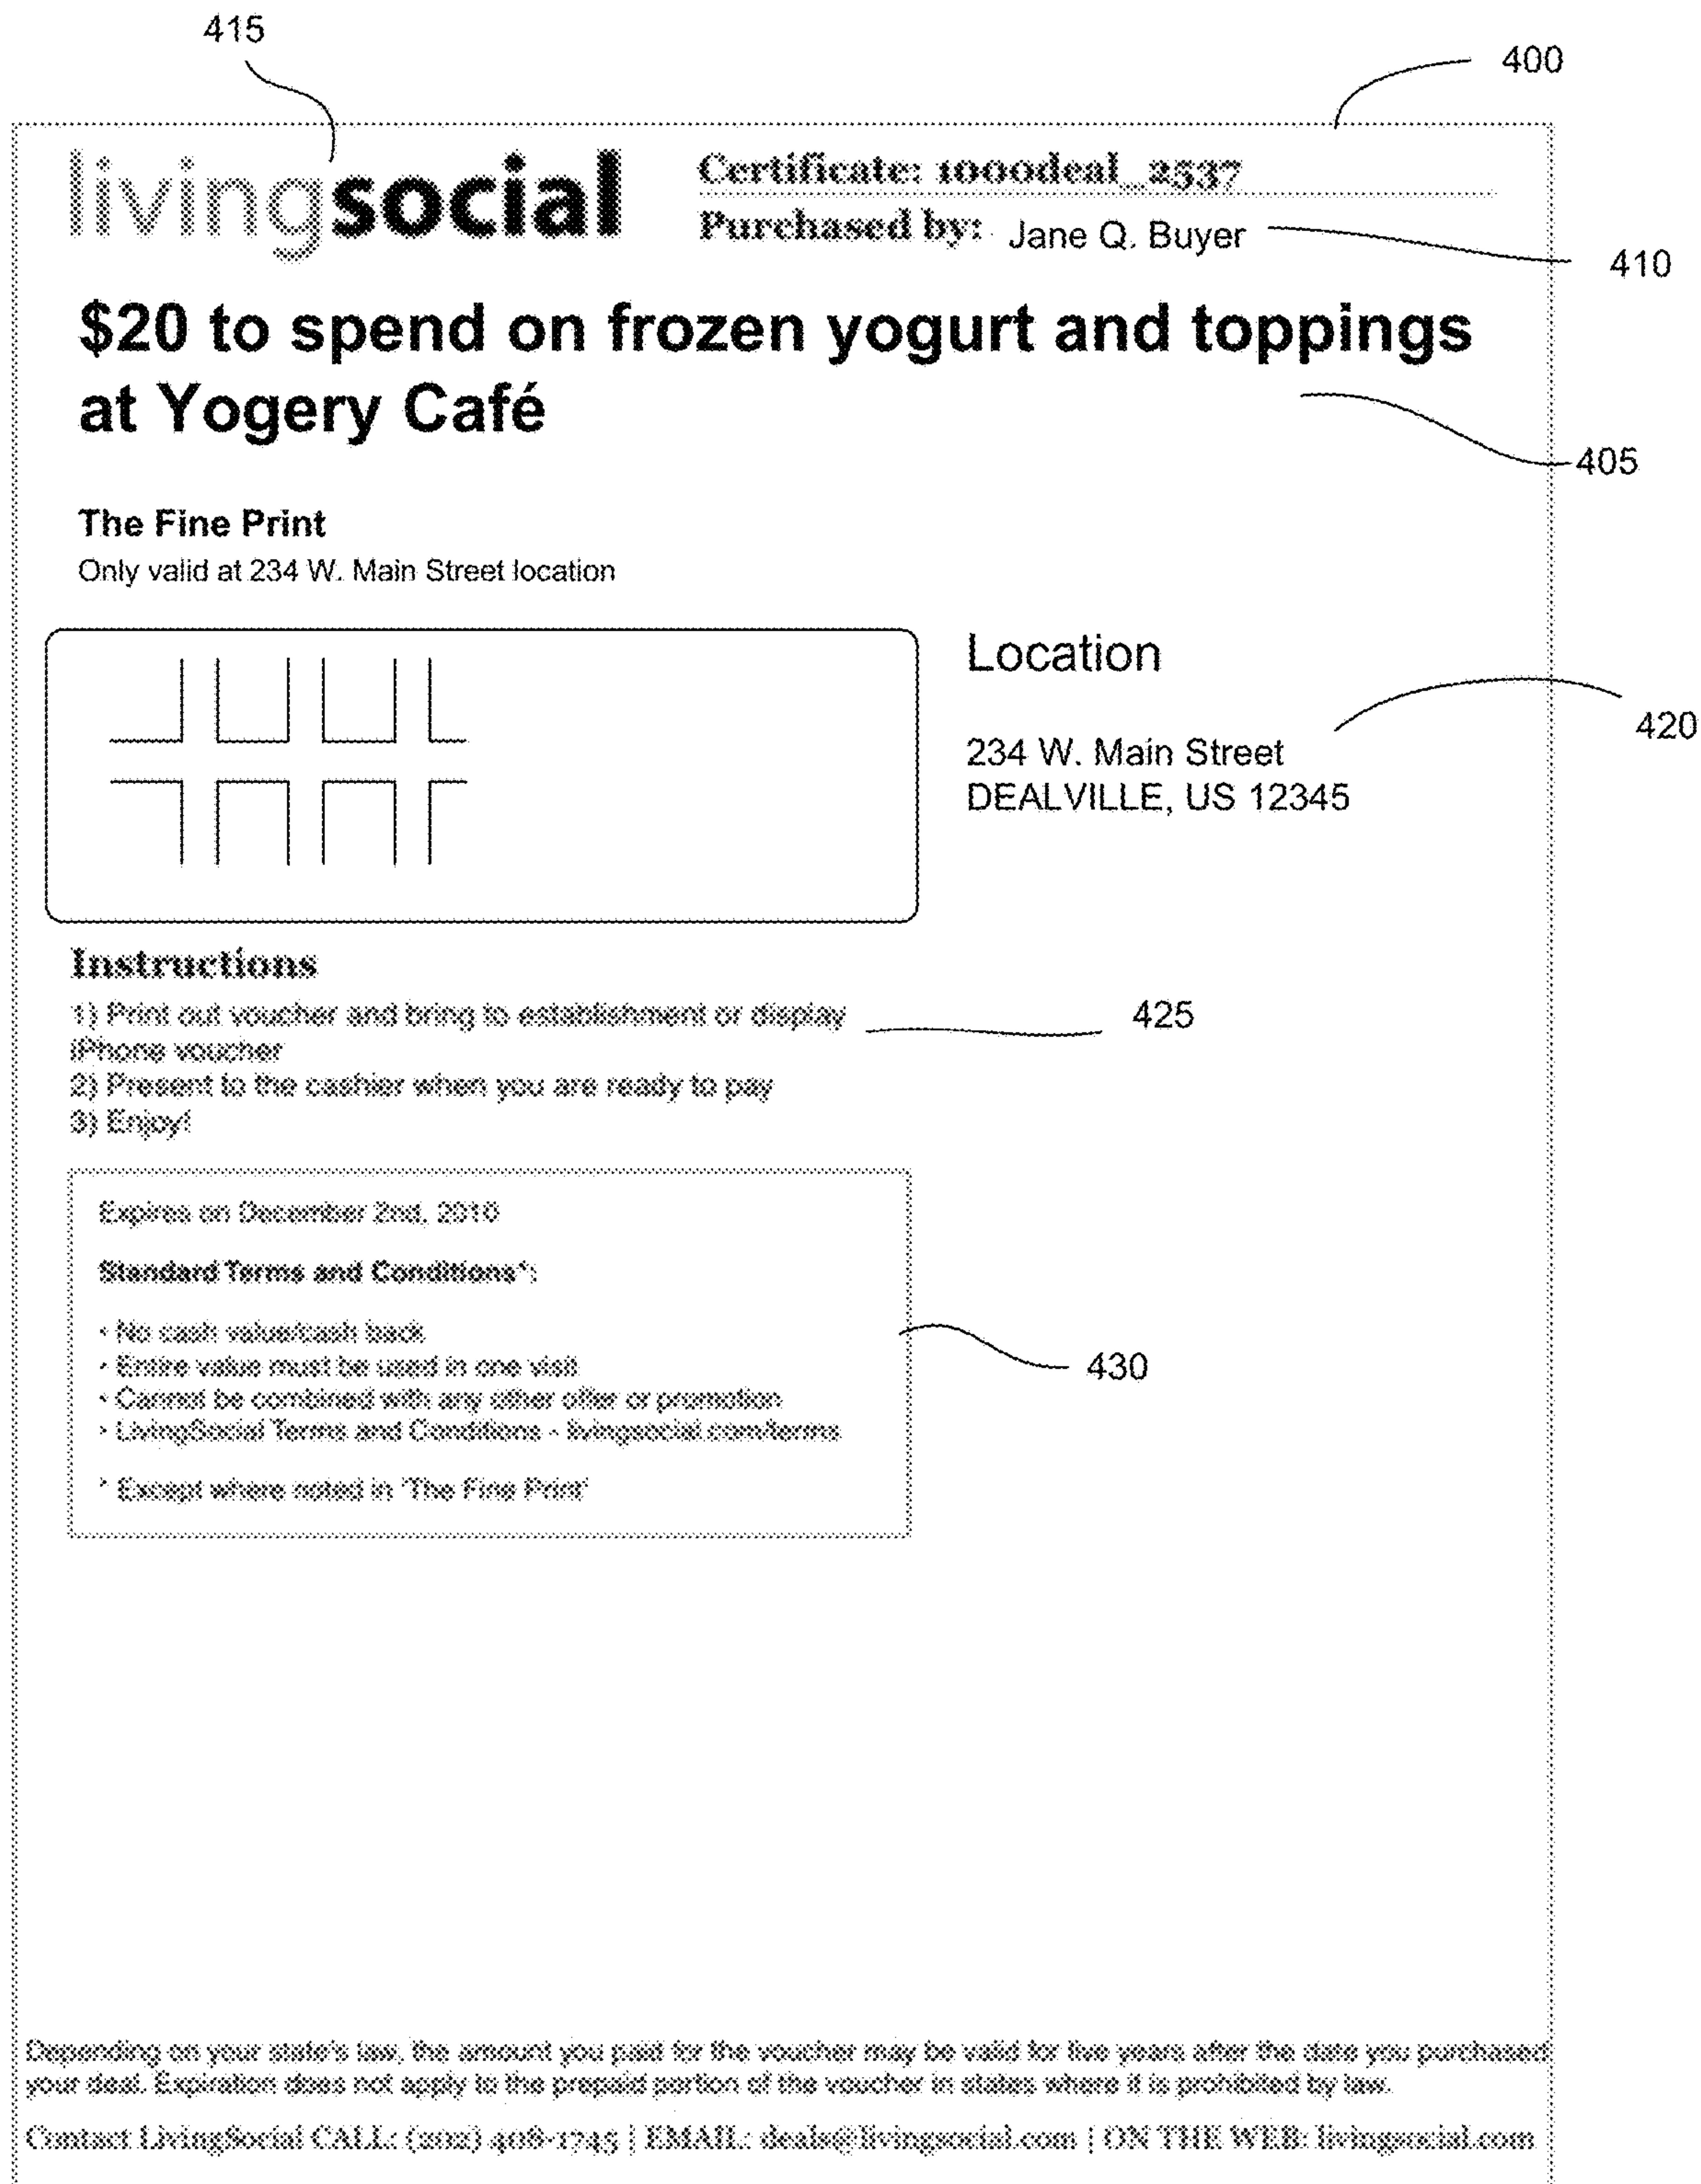 415
400
livingsocial
Certificate: 1000deal_2537
Purchased by: Jane Q. Buyer
410
$20 to spend on frozen yogurt and toppings
at Yogery Café
405
The Fine Print
Only valid at 234 W. Main Street location
Location
420
234 W. Main Street
DEALVILLE, US 12345
Instructions
1) Print out voucher and bring to establishment or display
iPhone voucher
425
2) Present to the cashier when you are ready to pay
3) Enjoy!
Expires on December 2nd, 2010
Standard Terms and Conditions*:
• No cash value/cash back
• Entire value must be used in one visit
430
• Cannot be combined with any other offer or promotion
• LivingSocial Terms and Conditions - livingsocial.com/terms
* Except where noted in 'The Fine Print'
Depending on your state's law, the amount you paid for the voucher may be valid for five years after the date you purchased
your deal. Expiration does not apply to the prepaid portion of the voucher in states where it is prohibited by law.
Contact LivingSocial CALL: (202) 406-1745 | EMAIL: deals@livingsocial.com | ON THE WEB: livingsocial.com